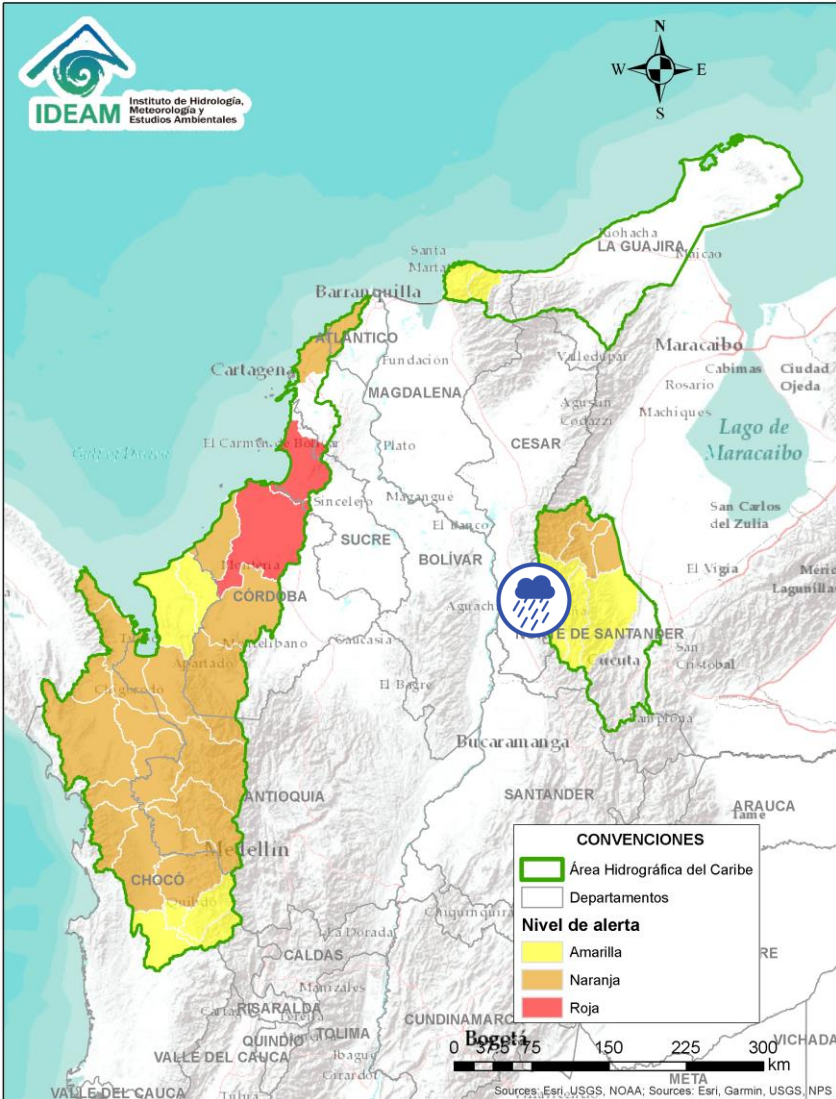 N
W E
S
IDEAM
Instituto de Hidrología,
Meteorología y
Estudios Ambientales
Riohacha
LA GUAJIRA
Maicao
Santa
Marta
Barranquilla
ATLÁNTICO
Fundación
Valledupar
Maracaibo
Cartagena
Cabimas
Ciudad
Ojeda
Rosario
MAGDALENA
Agustín
Codazzi
Machiques
El Carmen de Bolívar
Plato
CESAR
Lago de
Maracaibo
Sincelejo
Magangué
San Carlos
del Zulia
El Banco
SUCRE
BOLÍVAR
El Vigía
Montería
CÓRDOBA
Aguach
NORTE DE SANTANDER
Montelíbano
Caucasia
San
Cristóbal
Apartadó
Cúcuta
El Bagre
Chigorodó
Pamplona
Bucaramanga
ANTIOQUIA
SANTANDER
ARAUCA
Tame
Medellín
CHOCÓ
Quibdó
Chiquinquirá
La Dorada
CALDAS
Manizales
RISARALDA
CUNDINAMARC
QUINDÍO
TOLIMA
Bogotá
VALLE DEL CAUCA
Ibagué
Girardot
VICHADA
META
VALLE DEL CAUCA
Tuluá
CONVENCIONES
Área Hidrográfica del Caribe
Departamentos
Nivel de alerta
Amarilla
Naranja
Roja
0 37,5 75 150 225 300
km
Sources: Esri, USGS, NOAA; Sources: Esri, Garmin, USGS, NPS